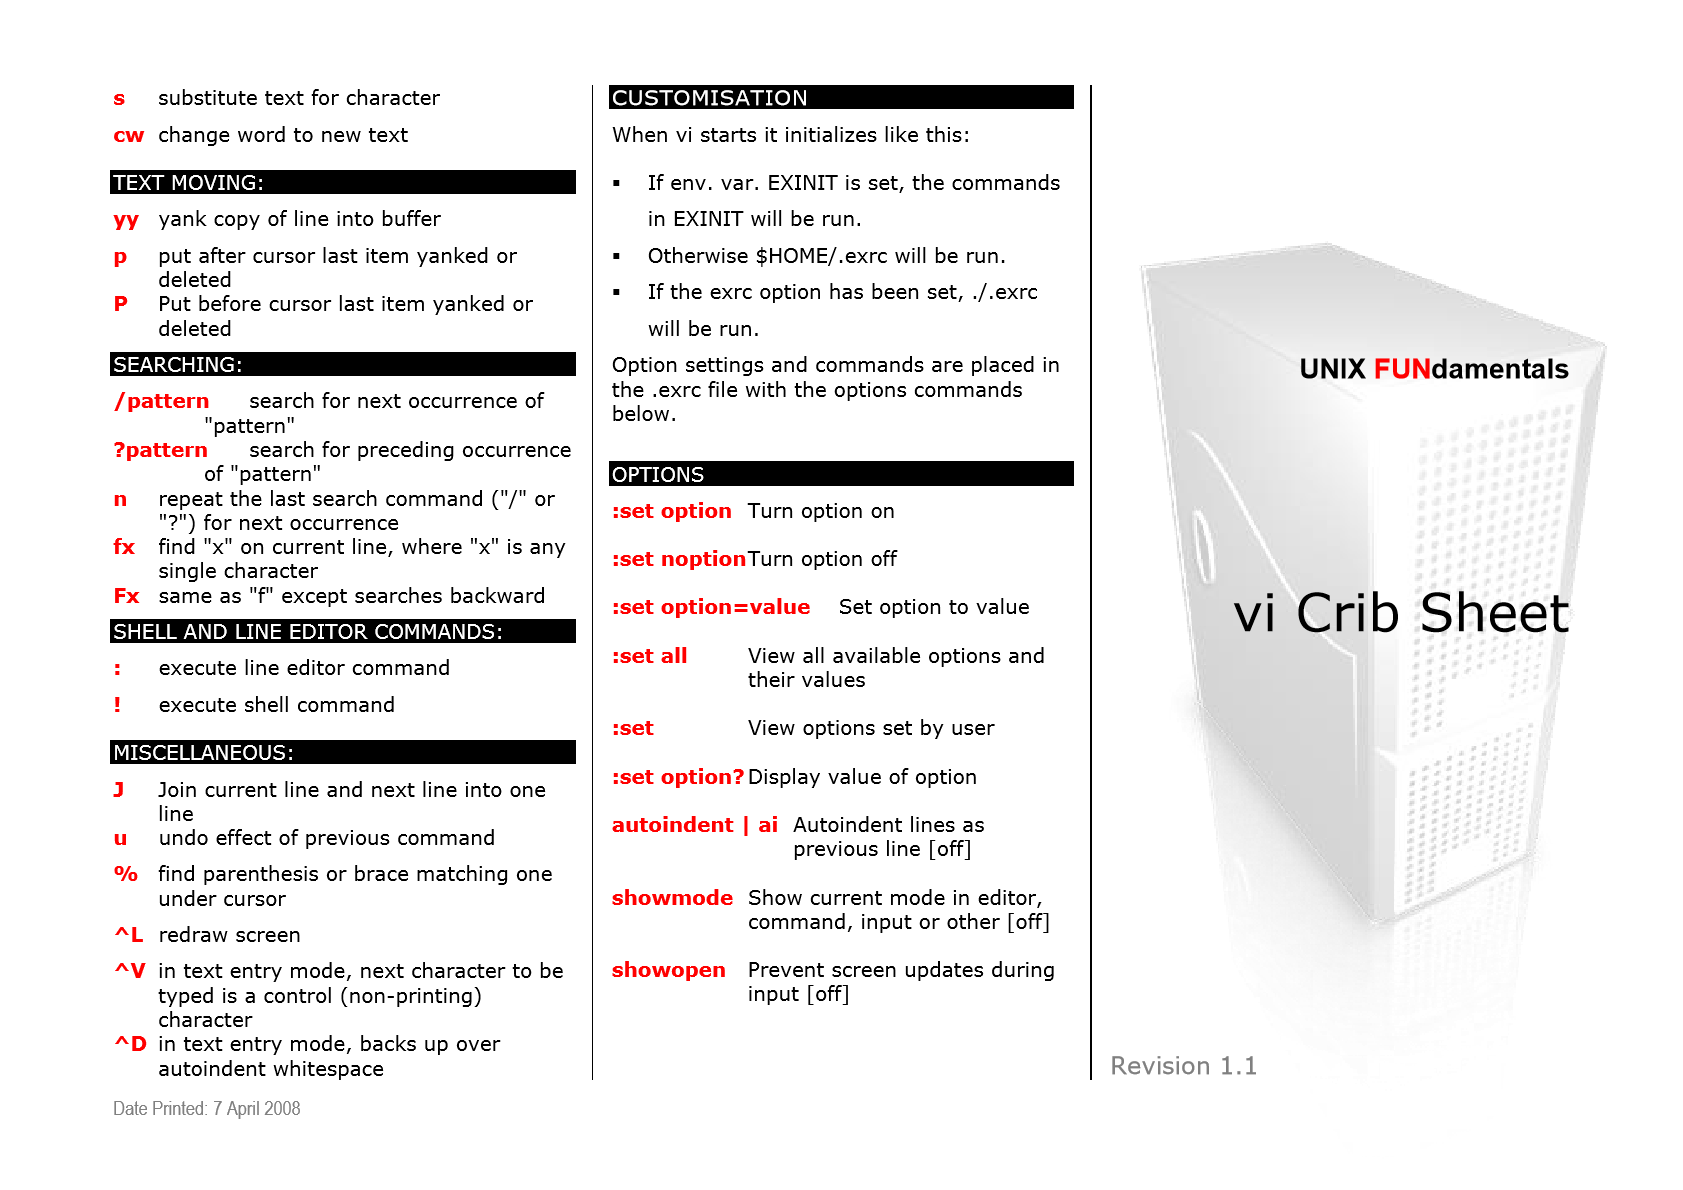 s substitute text for character
cw change word to new text
TEXT MOVING:
yy yank copy of line into buffer
p put after cursor last item yanked or
deleted
P Put before cursor last item yanked or
deleted
SEARCHING:
/pattern search for next occurrence of
"pattern"
?pattern search for preceding occurrence
of "pattern"
n repeat the last search command ("/" or
"?") for next occurrence
fx find "x" on current line, where "x" is any
single character
Fx same as "f" except searches backward
SHELL AND LINE EDITOR COMMANDS:
: execute line editor command
! execute shell command
MISCELLANEOUS:
J Join current line and next line into one
line
u undo effect of previous command
% find parenthesis or brace matching one
under cursor
^L redraw screen
^V in text entry mode, next character to be
typed is a control (non-printing)
character
^D in text entry mode, backs up over
autoindent whitespace
Date Printed: 7 April 2008
CUSTOMISATION
When vi starts it initializes like this:
▪ If env. var. EXINIT is set, the commands
in EXINIT will be run.
▪ Otherwise $HOME/.exrc will be run.
▪ If the exrc option has been set, ./.exrc
will be run.
Option settings and commands are placed in
the .exrc file with the options commands
below.
OPTIONS
:set option Turn option on
:set noption Turn option off
:set option=value Set option to value
:set all View all available options and
their values
:set View options set by user
:set option? Display value of option
autoindent | ai Autoindent lines as
previous line [off]
showmode Show current mode in editor,
command, input or other [off]
showopen Prevent screen updates during
input [off]
UNIX FUNdamentals
vi Crib Sheet
Revision 1.1